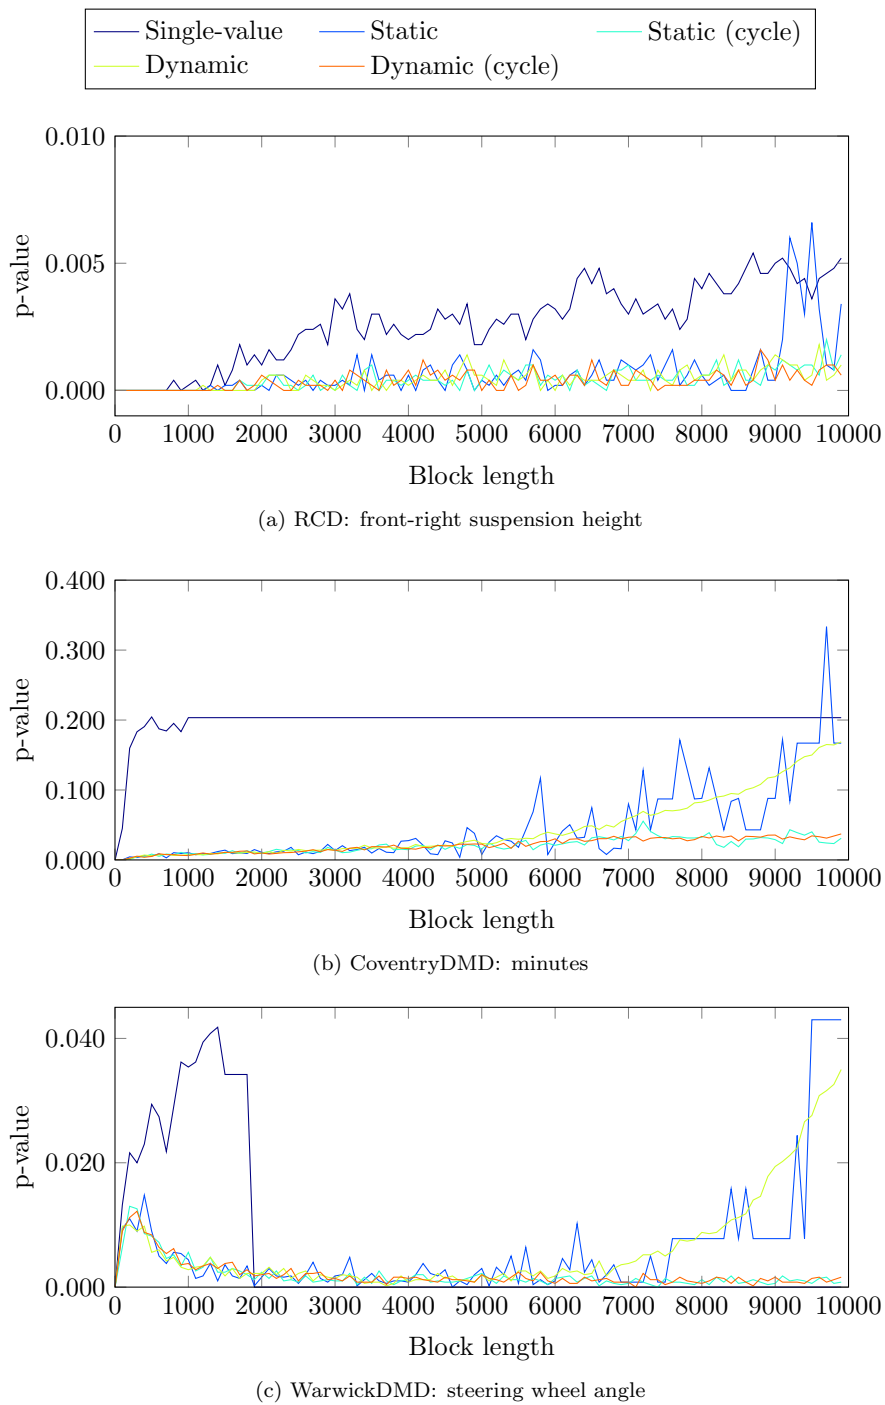 Single-value Static Static (cycle)
Dynamic Dynamic (cycle)
0.010
0.005
0.000
p-value
0 1000 2000 3000 4000 5000 6000 7000 8000 9000 10000
Block length
(a) RCD: front-right suspension height
0.400
0.300
0.200
0.100
0.000
p-value
0 1000 2000 3000 4000 5000 6000 7000 8000 9000 10000
Block length
(b) CoventryDMD: minutes
0.040
0.020
0.000
p-value
0 1000 2000 3000 4000 5000 6000 7000 8000 9000 10000
Block length
(c) WarwickDMD: steering wheel angle